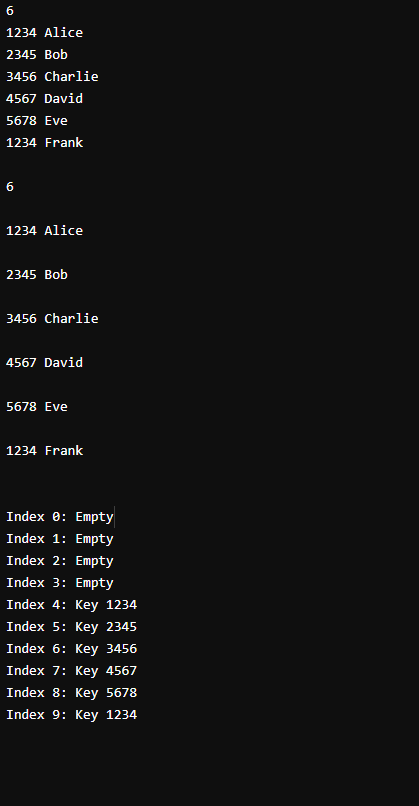 6
1234 Alice
2345 Bob
3456 Charlie
4567 David
5678 Eve
1234 Frank
6
1234 Alice
2345 Bob
3456 Charlie
4567 David
5678 Eve
1234 Frank
Index 0: Empty
Index 1: Empty
Index 2: Empty
Index 3: Empty
Index 4: Key 1234
Index 5: Key 2345
Index 6: Key 3456
Index 7: Key 4567
Index 8: Key 5678
Index 9: Key 1234